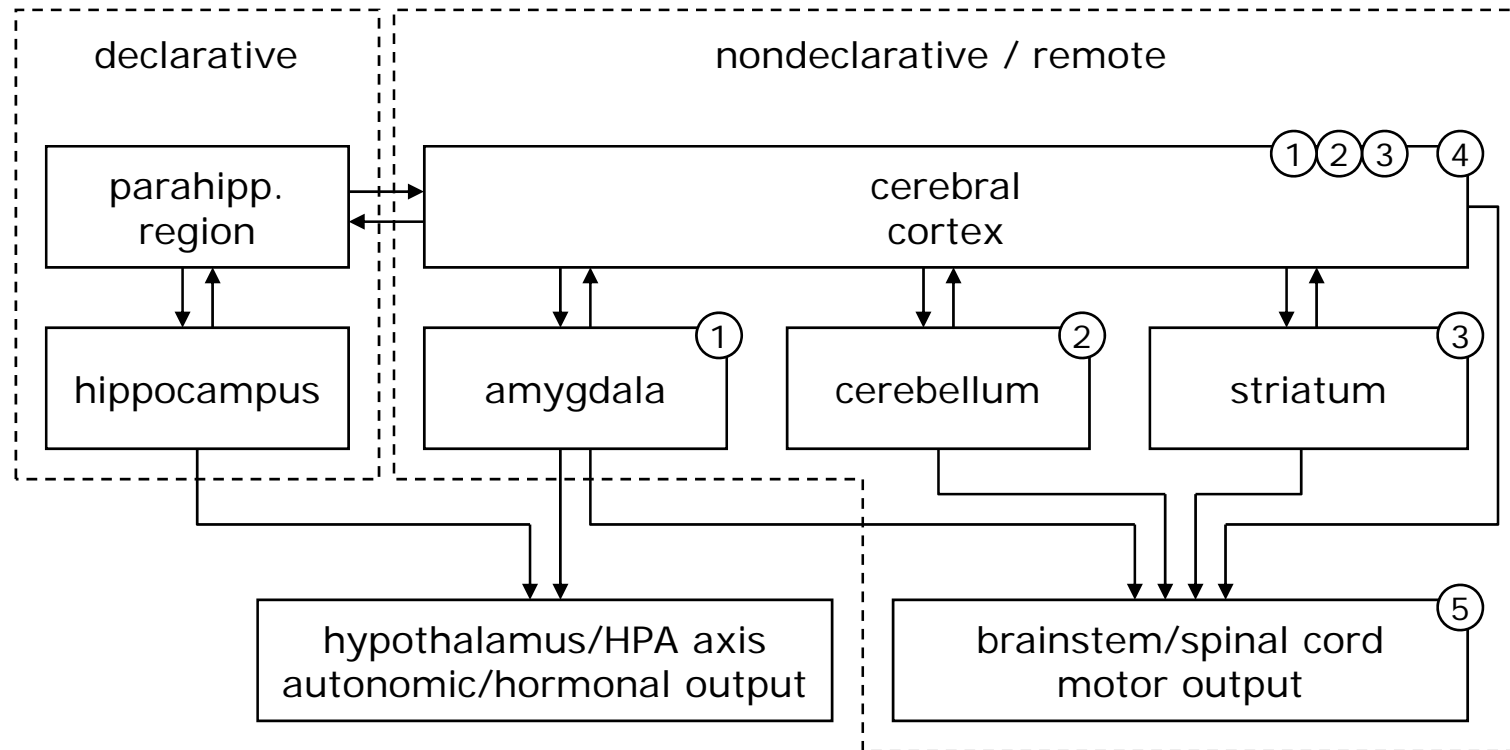 declarative
nondeclarative / remote
1 2 3 4
parahipp.
region
cerebral
cortex
1
2
3
hippocampus
amygdala
cerebellum
striatum
5
hypothalamus/HPA axis
autonomic/hormonal output
brainstem/spinal cord
motor output